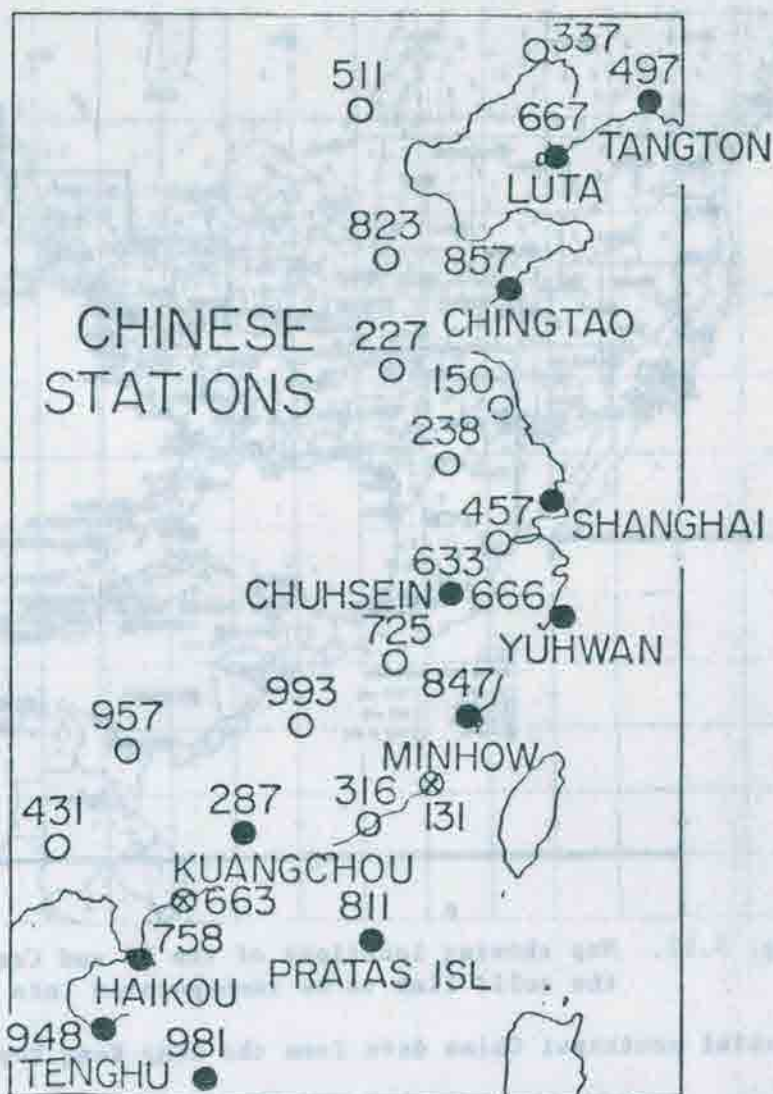 337
511
497
667
TANGTON
LUTA
823
857
CHINESE
STATIONS
CHINGTAO
227
150
238
457
SHANGHAI
633
CHUHSEIN
666
725
YUHWAN
847
993
957
MINHOW
316
131
287
431
KUANGCHOU
663
811
758
PRATAS ISL
HAIKOU
948
981
TENGHU